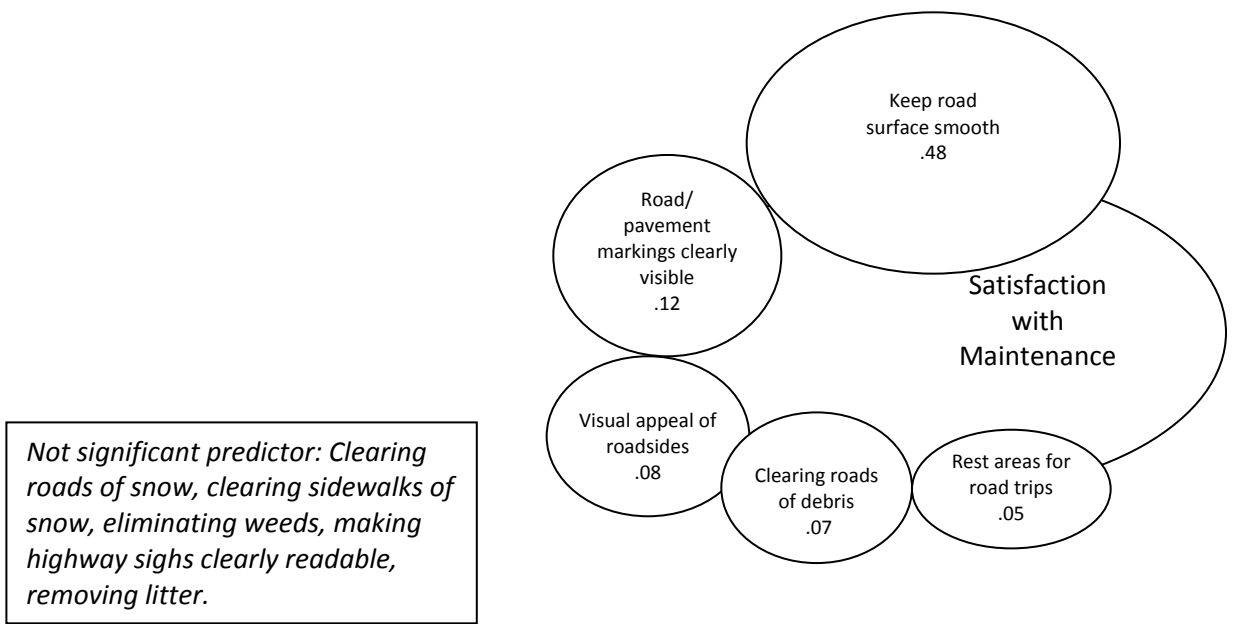 Keep road
surface smooth
.48
Road/
pavement
markings clearly
visible
.12
Satisfaction
with
Maintenance
Visual appeal of
roadsides
.08
Clearing roads
of debris
.07
Rest areas for
road trips
.05
Not significant predictor: Clearing
roads of snow, clearing sidewalks of
snow, eliminating weeds, making
highway sighs clearly readable,
removing litter.